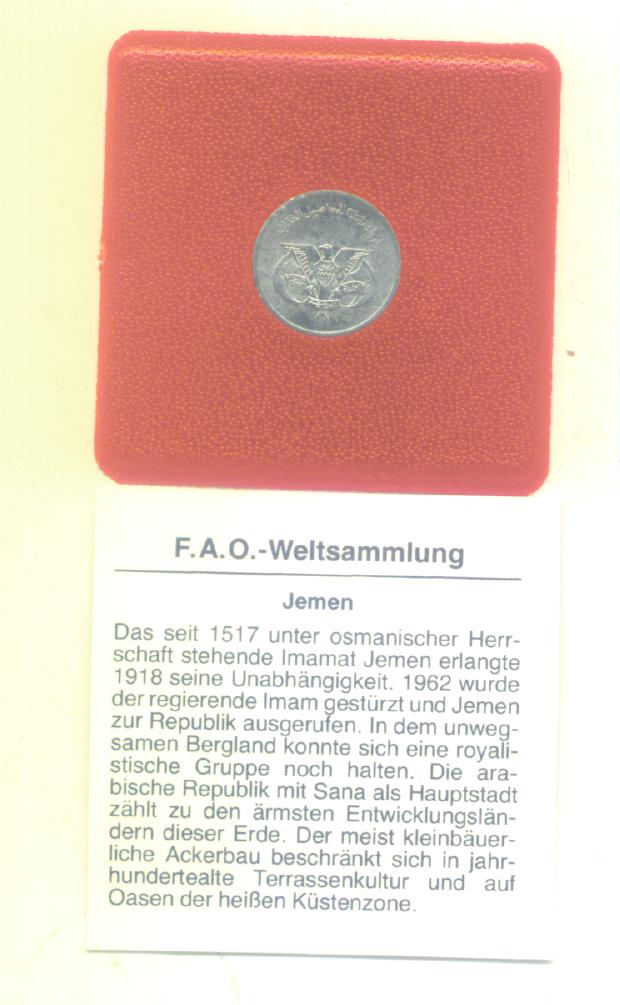 F.A.O.-Weltsammlung
Jemen
Das seit 1517 unter osmanischer Herr-
schaft stehende Imamat Jemen erlangte
1918 seine Unabhängigkeit. 1962 wurde
der regierende Imam gestürzt und Jemen
zur Republik ausgerufen. In dem unweg-
samen Bergland konnte sich eine royali-
stische Gruppe noch halten. Die ara-
bische Republik mit Sana als Hauptstadt
zählt zu den ärmsten Entwicklungslän-
dern dieser Erde. Der meist kleinbäuer-
liche Ackerbau beschränkt sich in jahr-
hundertealte Terrassenkultur und auf
Oasen der heißen Küstenzone.